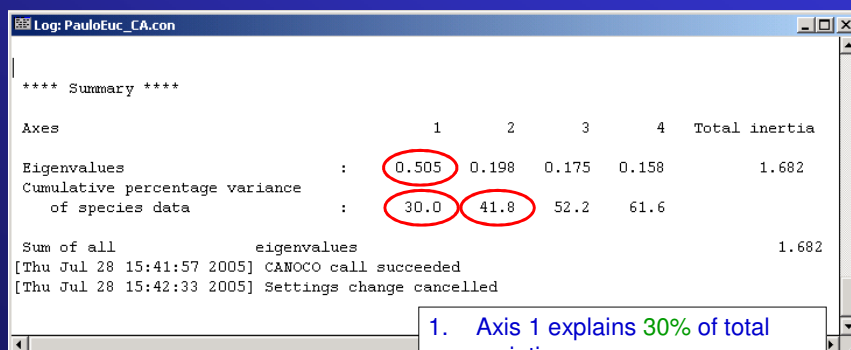 Log: PauloEuc_CA.con
**** Summary ****
Axes 1 2 3 4 Total inertia
Eigenvalues : 0.505 0.198 0.175 0.158 1.682
Cumulative percentage variance
of species data : 30.0 41.8 52.2 61.6
Sum of all eigenvalues 1.682
[Thu Jul 28 15:41:57 2005] CANOCO call succeeded
[Thu Jul 28 15:42:33 2005] Settings change cancelled
1. Axis 1 explains 30% of total